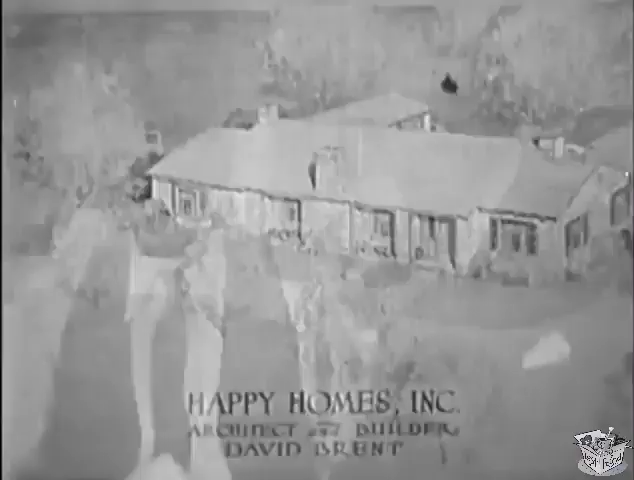 HAPPY HOMES, INC.
ARCHITECT and BUILDER
DAVID BRENT